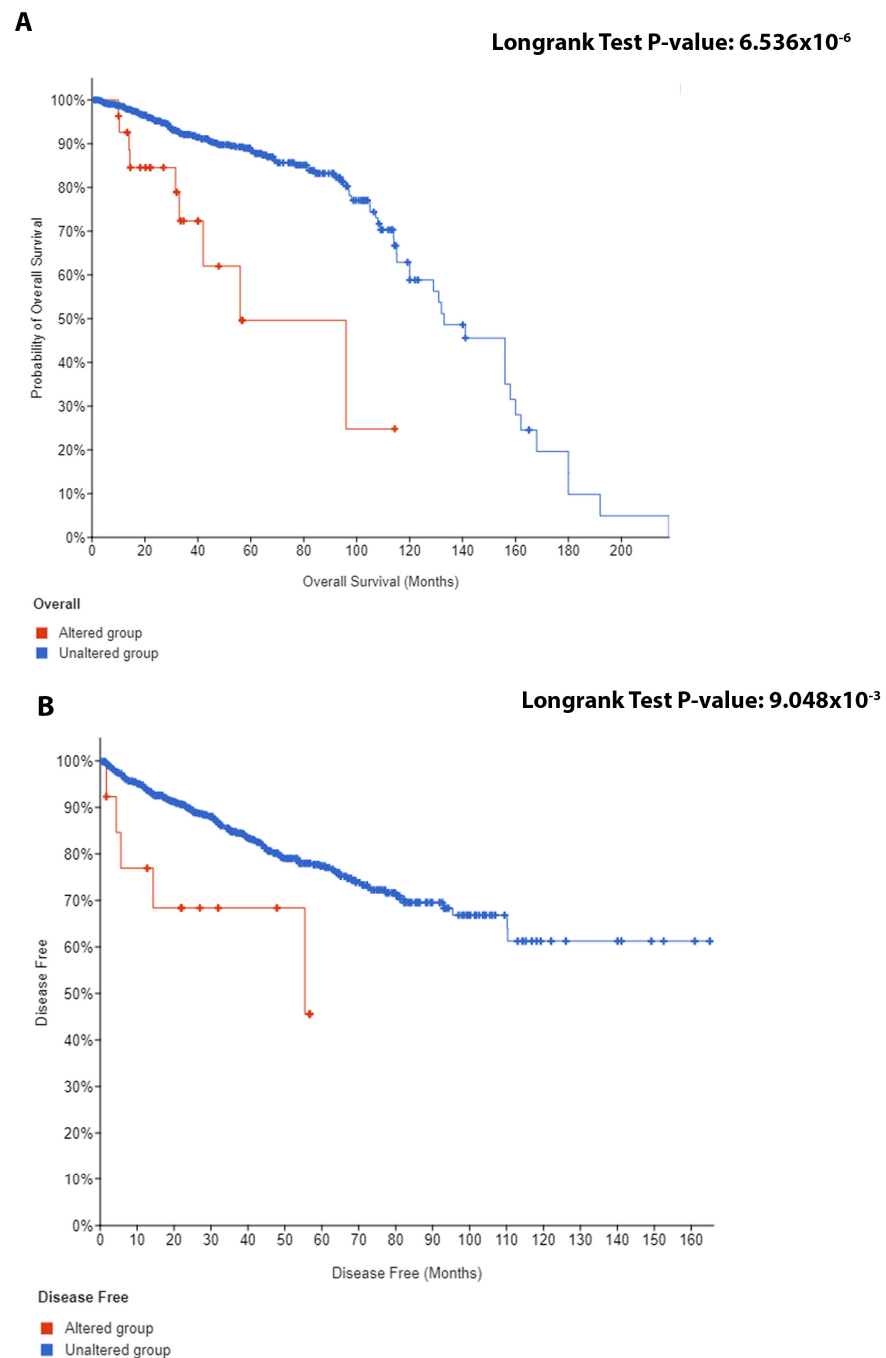 A
Longrank Test P-value: 6.536x10-6
100%
90%
80%
70%
60%
50%
40%
30%
20%
10%
0%
Probability of Overall Survival
0 20 40 60 80 100 120 140 160 180 200
Overall Survival (Months)
Overall
Altered group
Unaltered group
B
Longrank Test P-value: 9.048x10-3
100%
90%
80%
70%
60%
50%
40%
30%
20%
10%
0%
Disease Free
0 10 20 30 40 50 60 70 80 90 100 110 120 130 140 150 160
Disease Free (Months)
Disease Free
Altered group
Unaltered group